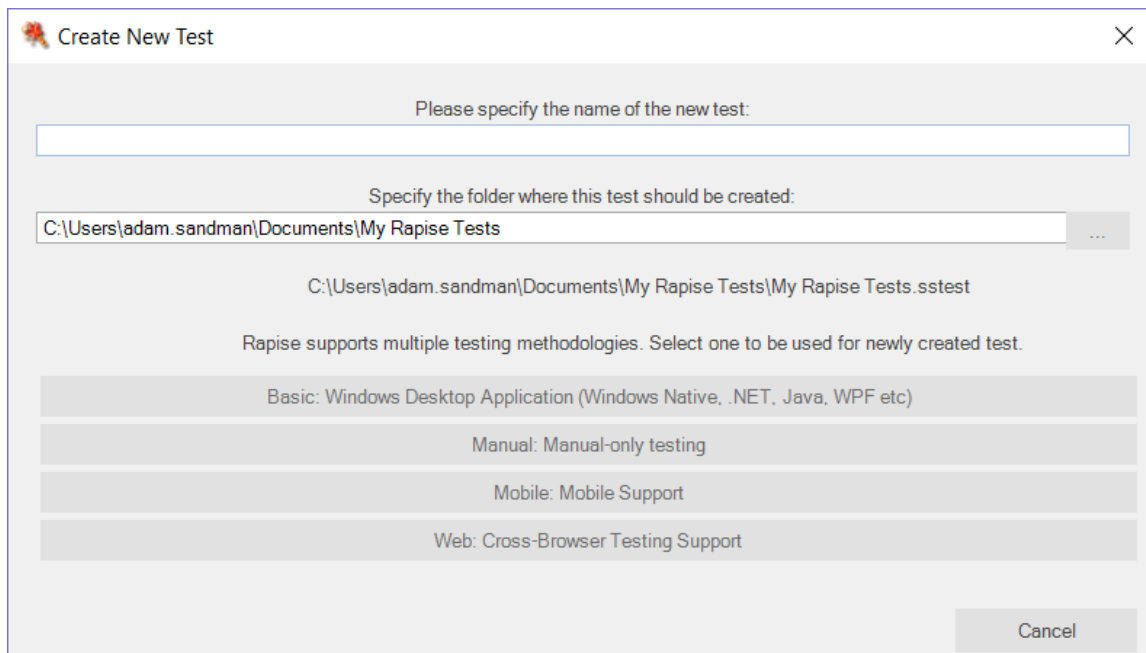 Create New Test
Please specify the name of the new test:
Specify the folder where this test should be created:
C:\Users\adam.sandman\Documents\My Rapise Tests
...
C:\Users\adam.sandman\Documents\My Rapise Tests\My Rapise Tests.sstest
Rapise supports multiple testing methodologies. Select one to be used for newly created test.
Basic: Windows Desktop Application (Windows Native, .NET, Java, WPF etc)
Manual: Manual-only testing
Mobile: Mobile Support
Web: Cross-Browser Testing Support
Cancel